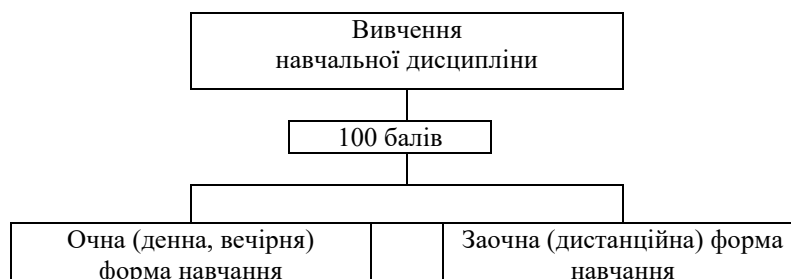 Вивчення
навчальної дисципліни
100 балів
Очна (денна, вечірня)
форма навчання
Заочна (дистанційна) форма
навчання